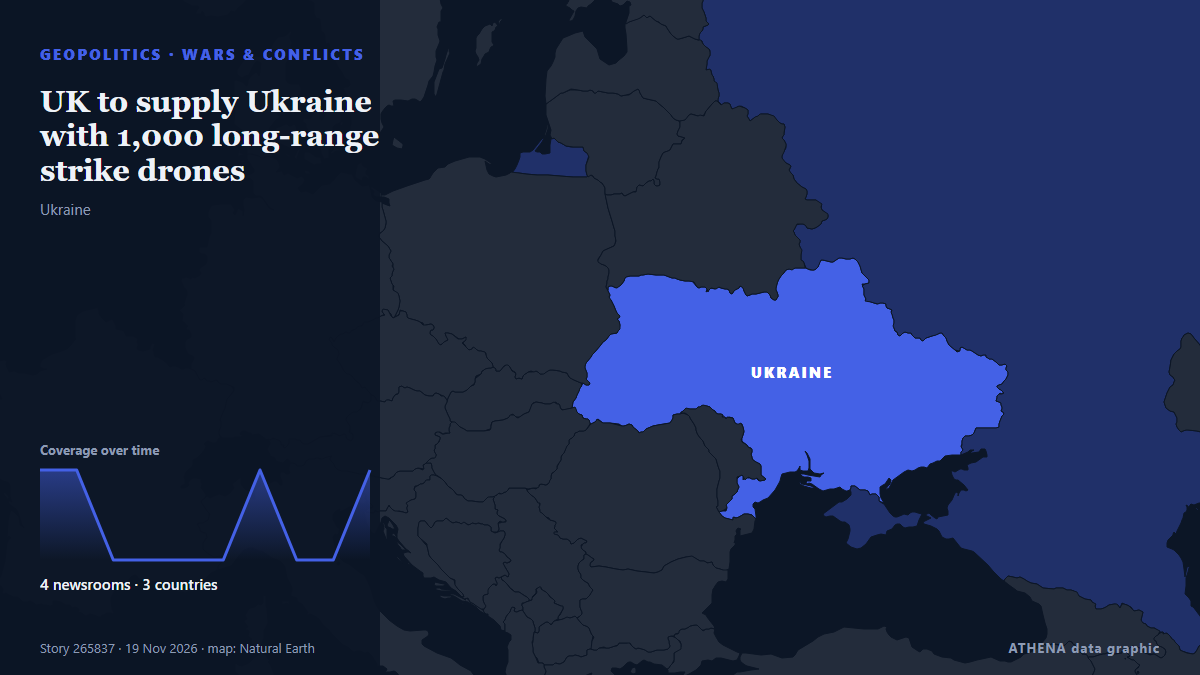 GEOPOLITICS · WARS & CONFLICTS
UK to supply Ukraine
with 1,000 long-range
strike drones
Ukraine
UKRAINE
Coverage over time
4 newsrooms · 3 countries
Story 265837 · 19 Nov 2026 · map: Natural Earth
ATHENA data graphic